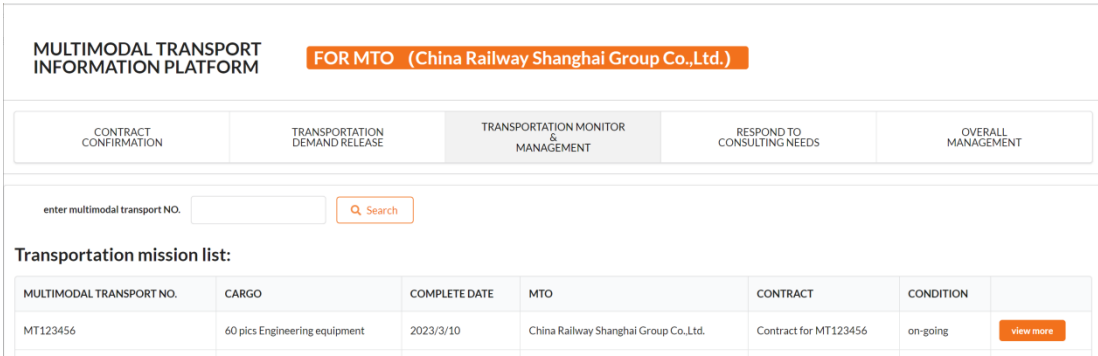 MULTIMODAL TRANSPORT
INFORMATION PLATFORM
FOR MTO (China Railway Shanghai Group Co.,Ltd.)
CONTRACT
CONFIRMATION
TRANSPORTATION
DEMAND RELEASE
TRANSPORTATION MONITOR
&
MANAGEMENT
RESPOND TO
CONSULTING NEEDS
OVERALL
MANAGEMENT
enter multimodal transport NO.
Search
Transportation mission list:
MULTIMODAL TRANSPORT NO. CARGO COMPLETE DATE MTO CONTRACT CONDITION
MT123456 60 pics Engineering equipment 2023/3/10 China Railway Shanghai Group Co.,Ltd. Contract for MT123456 on-going view more